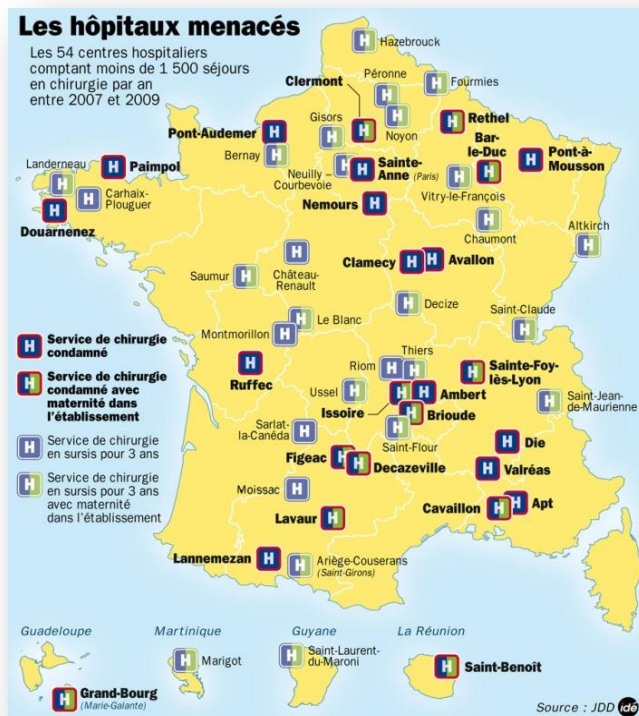 Les hôpitaux menacés
Les 54 centres hospitaliers
comptant moins de 1 500 séjours
en chirurgie par an
entre 2007 et 2009
Hazebrouck
Péronne
Fourmies
Clermont
Gisors
Noyon
Rethel
Pont-Audemer
Bernay
Bar-
le-Duc
Pont-à-
Mousson
Landerneau
Paimpol
Neuilly –
Courbevoie
Sainte-
Anne (Paris)
Carhaix-
Plouguer
Nemours
Vitry-le-François
Douarnenez
Chaumont
Altkirch
Clamecy
Avallon
Saumur
Château-
Renault
Decize
Saint-Claude
Le Blanc
Montmorillon
Service de chirurgie
condamné
Service de chirurgie
condamné avec
maternité dans
l'établissement
Service de chirurgie
en sursis pour 3 ans
Service de chirurgie
en sursis pour 3 ans
avec maternité
dans l'établissement
Ruffec
Riom
Thiers
Sainte-Foy-
lès-Lyon
Ussel
Issoire
Ambert
Brioude
Saint-Jean-
de-Maurienne
Sarlat-
la-Canéda
Saint-Flour
Figeac
Decazeville
Die
Valréas
Moissac
Lavaur
Cavaillon
Apt
Lannemezan
Ariège-Couserans
(Saint-Girons)
Guadeloupe
Martinique
Guyane
La Réunion
Marigot
Saint-Laurent-
du-Maroni
Saint-Benoît
Grand-Bourg
(Marie-Galante)
Source : JDD idé